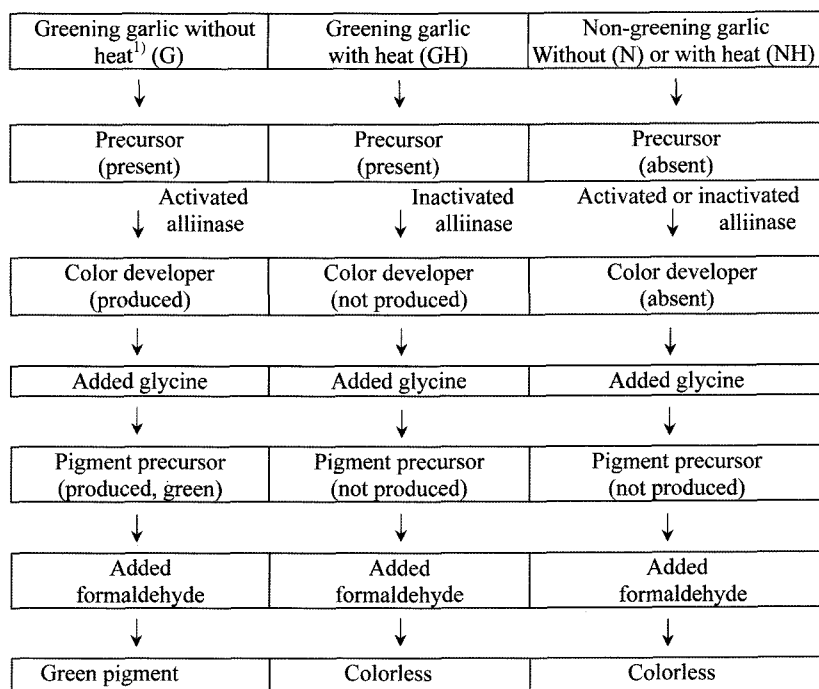 Greening garlic without
heat1) (G)
Greening garlic
with heat (GH)
Non-greening garlic
Without (N) or with heat (NH)
Precursor
(present)
Precursor
(present)
Precursor
(absent)
Activated
alliinase
Inactivated
alliinase
Activated or inactivated
alliinase
Color developer
(produced)
Color developer
(not produced)
Color developer
(absent)
Added glycine
Added glycine
Added glycine
Pigment precursor
(produced, green)
Pigment precursor
(not produced)
Pigment precursor
(not produced)
Added
formaldehyde
Added
formaldehyde
Added
formaldehyde
Green pigment
Colorless
Colorless